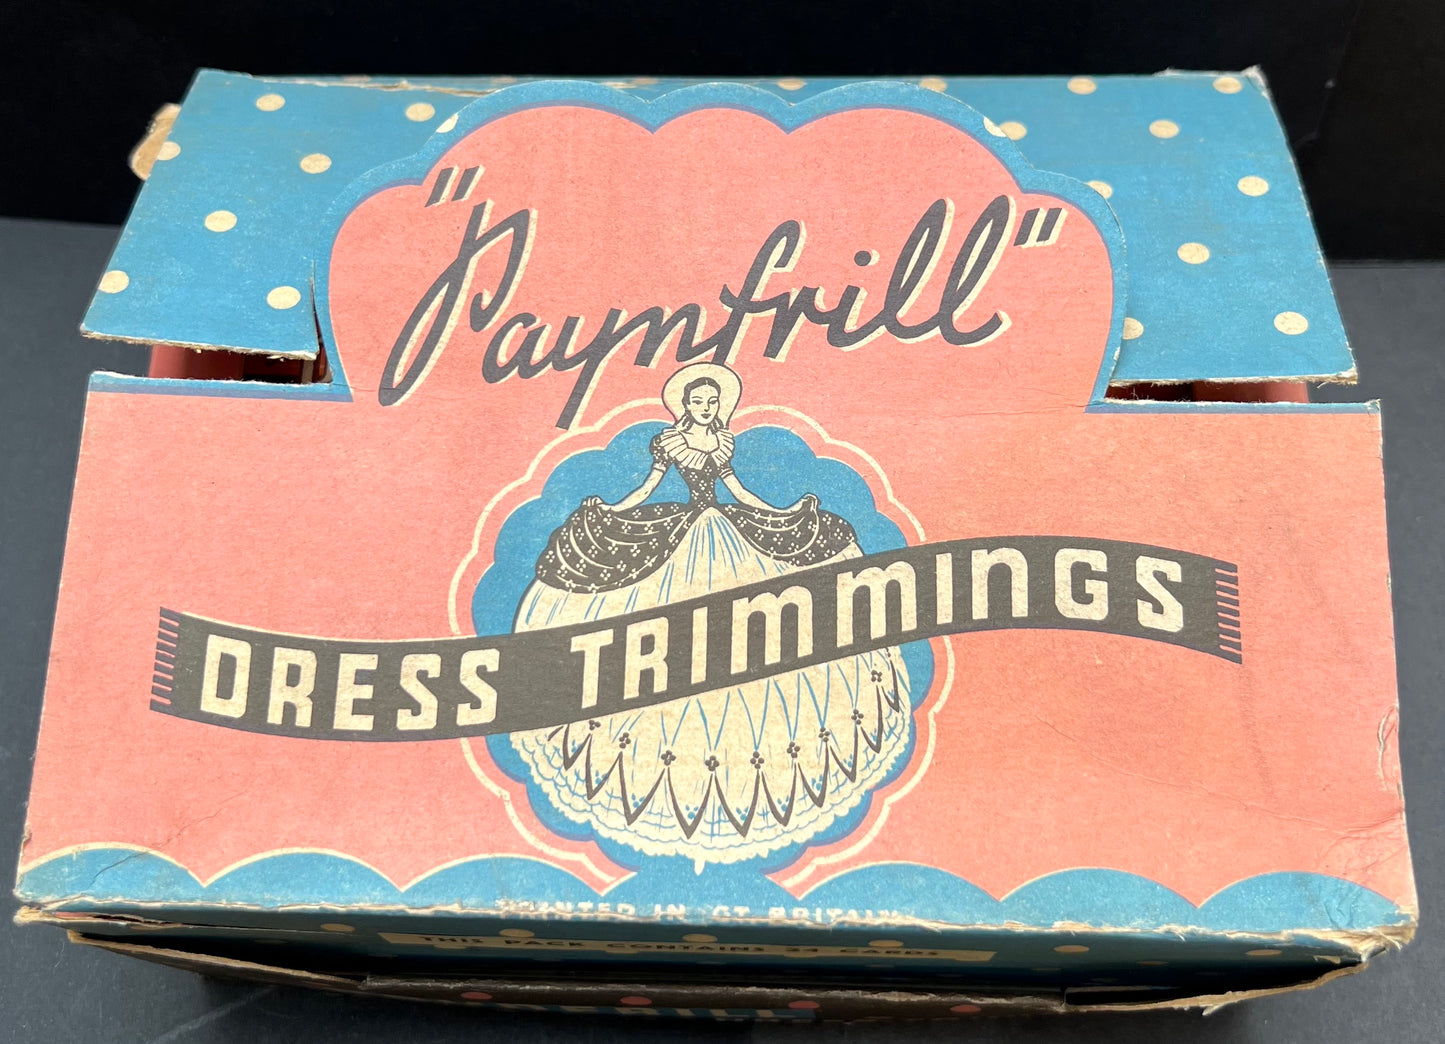 "Paynfrill"
DRESS TRIMMINGS
PRINTED IN GT BRITAIN
THIS PACK CONTAINS 24 CARDS